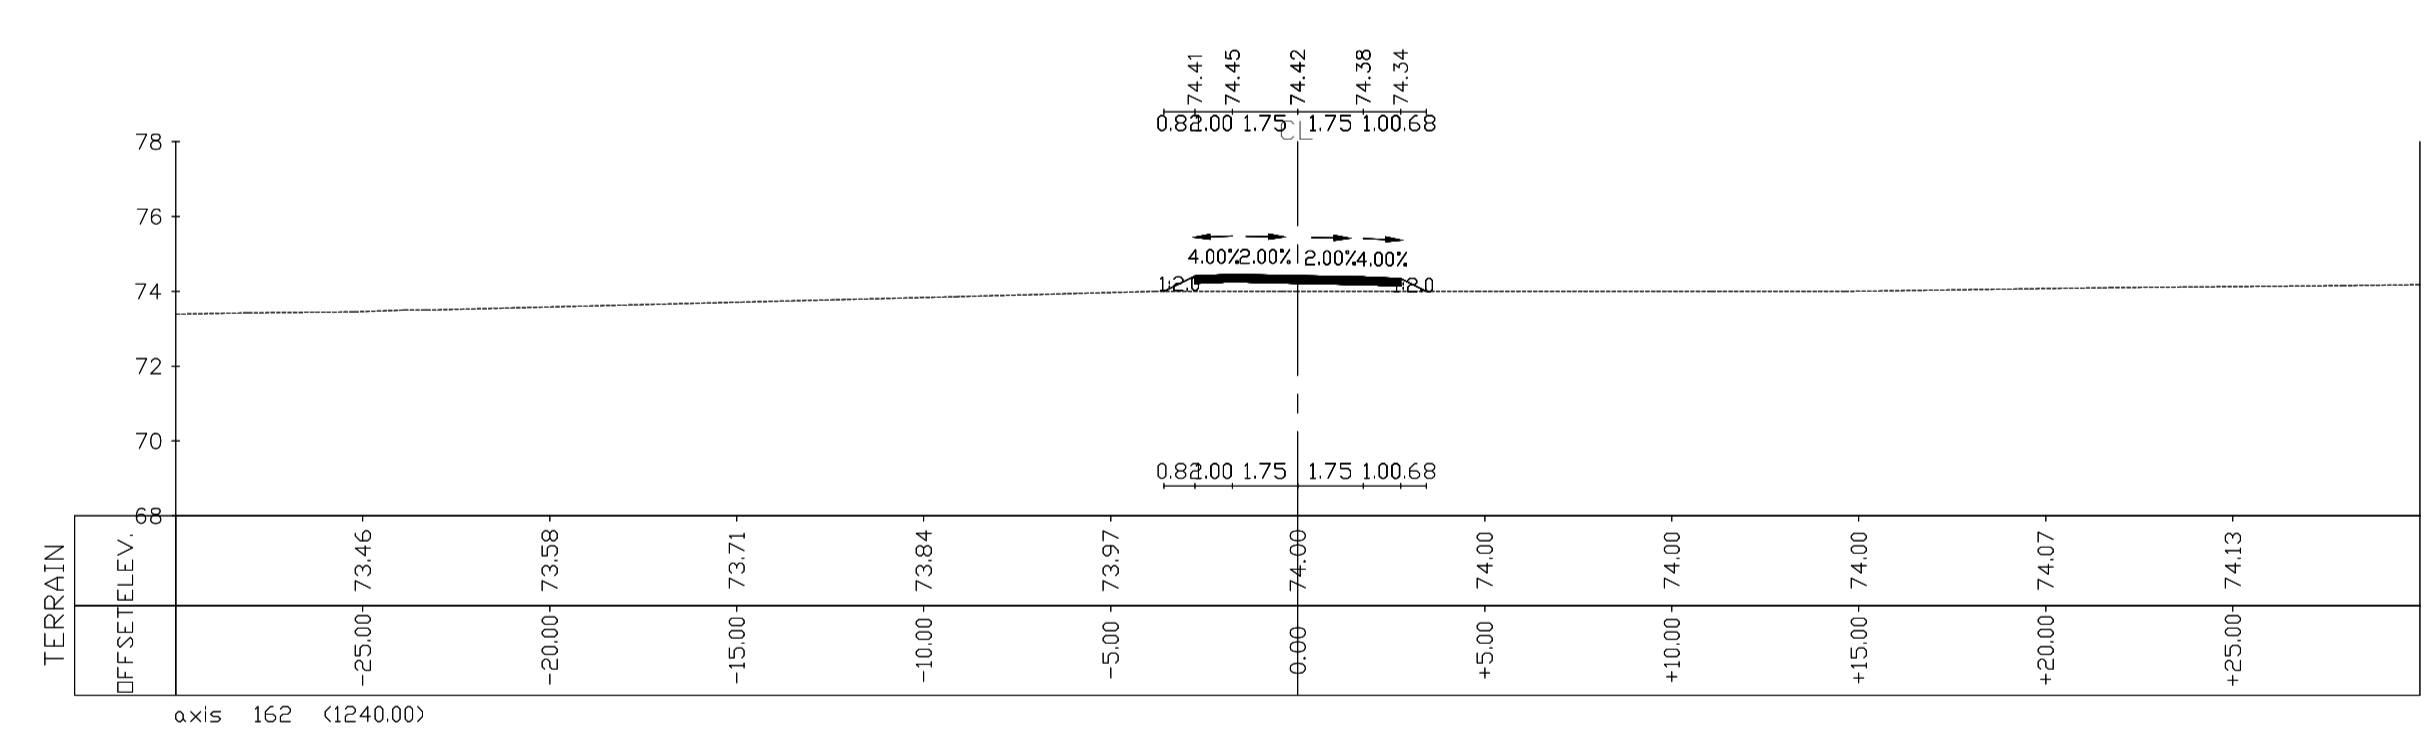 74.41 74.45 74.42 74.38 74.34
0.82 1.00 1.75 1.75 1.00 0.68
CL
78
76
4.00% 2.00% 2.00% 4.00%
1:2.0 1:2.0
74
72
70
0.82 1.00 1.75 1.75 1.00 0.68
68
TERRAIN
ELEV. 73.46 73.58 73.71 73.84 73.97 74.00 74.00 74.00 74.00 74.07 74.13
OFFSET -25.00 -20.00 -15.00 -10.00 -5.00 0.00 +5.00 +10.00 +15.00 +20.00 +25.00
axis 162 (1240.00)